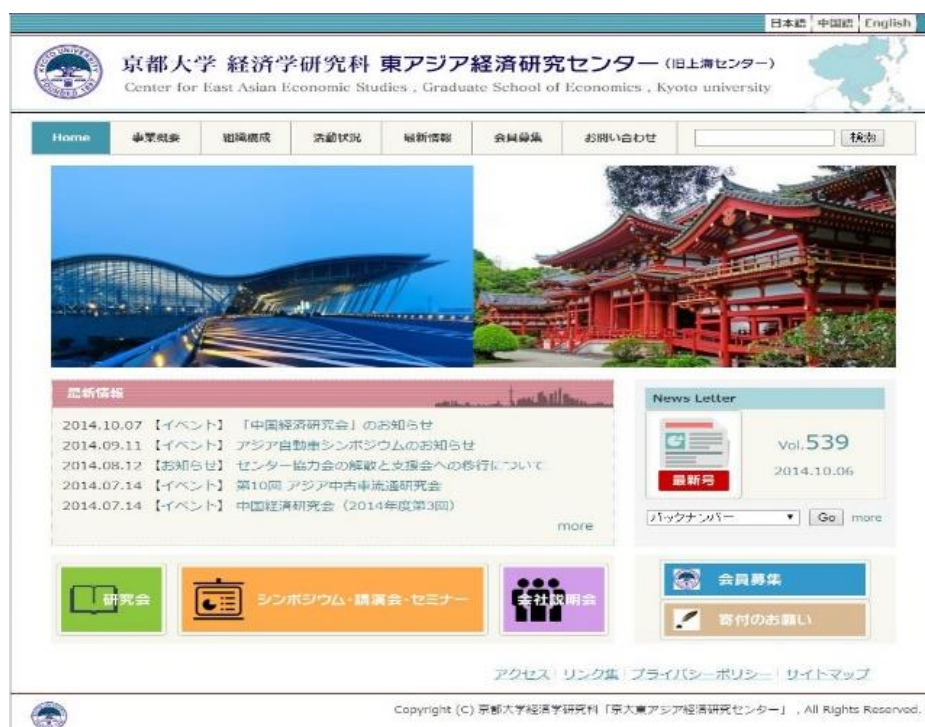 日本語 中国語 English
京都大学 経済学研究科 東アジア経済研究センター (旧上海センター)
Center for East Asian Economic Studies , Graduate School of Economics , Kyoto university
Home 事業概要 組織構成 活動状況 最新情報 会員募集 お問い合わせ 検索
最新情報
2014.10.07 【イベント】 「中国経済研究会」のお知らせ
2014.09.11 【イベント】 アジア自動車シンポジウムのお知らせ
2014.08.12 【お知らせ】 センター協力会の解散と支援会への移行について
2014.07.14 【イベント】 第10回 アジア中古車流通研究会
2014.07.14 【イベント】 中国経済研究会（2014年度第3回）
more
News Letter
Vol.539
2014.10.06
最新号
バックナンバー Go more
研究会
シンポジウム・講演会・セミナー
会社説明会
会員募集
寄付のお願い
アクセス リンク集 プライバシーポリシー サイトマップ
Copyright (C) 京都大学経済学研究科「京大東アジア経済研究センター」 , All Rights Reserved.